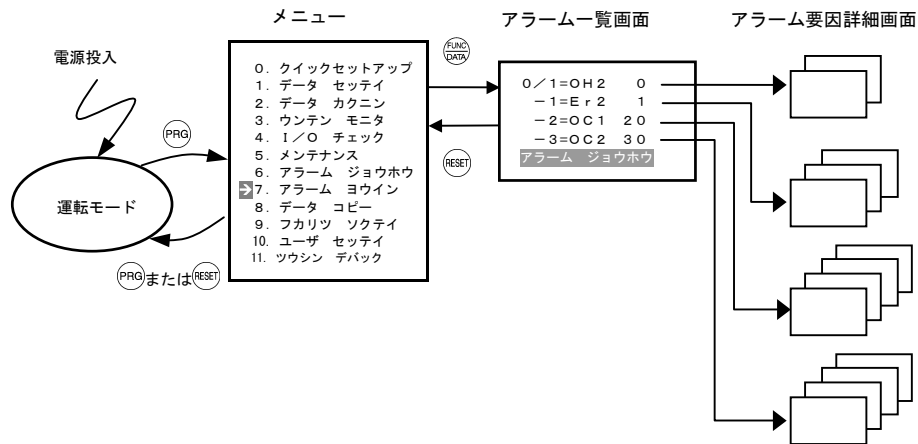 メニュー
アラーム一覧画面
アラーム要因詳細画面
電源投入
PRG
運転モード
PRGまたはRESET
0. クイックセットアップ
1. データ セッテイ
2. データ カクニン
3. ウンテン モニタ
4. I/O チェック
5. メンテナンス
6. アラーム ジョウホウ
→7. アラーム ヨウイン
8. データ コピー
9. フカリツ ソクテイ
10. ユーザ セッテイ
11. ツウシン デバック
FUNC
DATA
RESET
0/1=OH2 0
-1=Er2 1
-2=OC1 20
-3=OC2 30
アラーム ジョウホウ